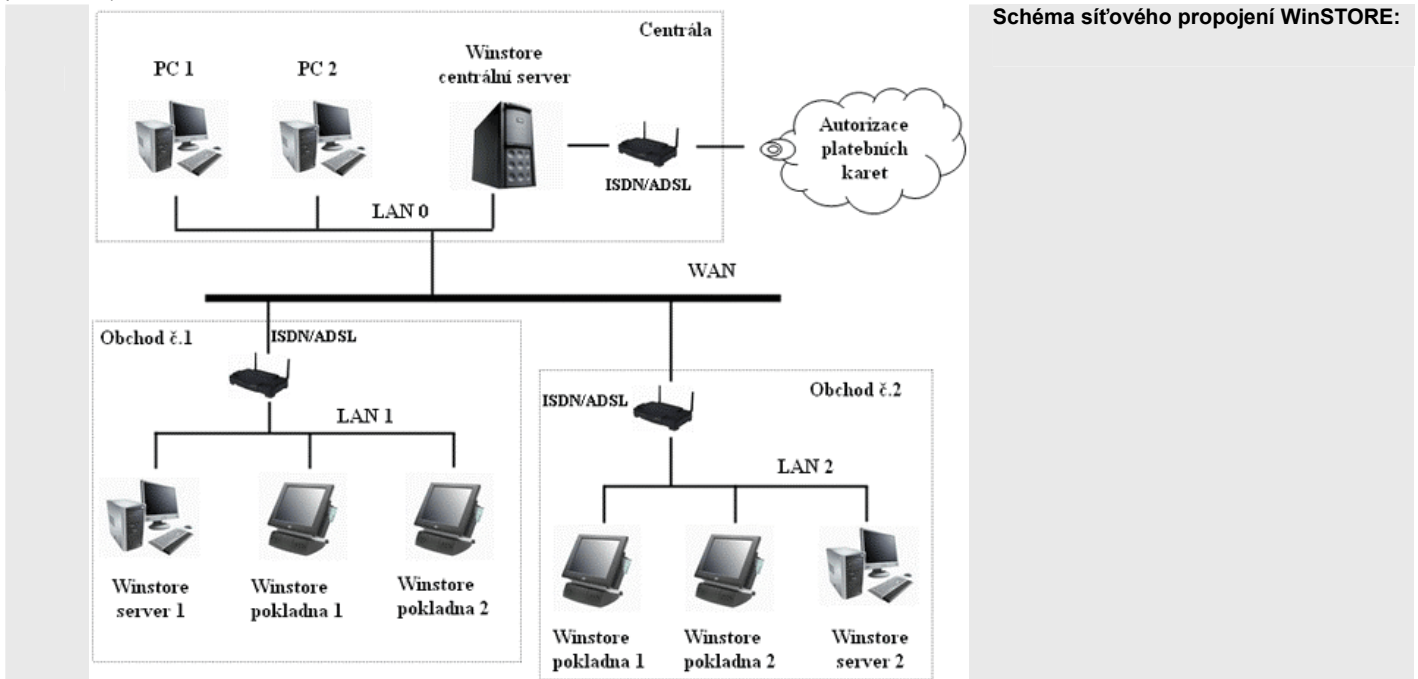 Schéma síťového propojení WinSTORE:
Centrála
PC 1
PC 2
Winstore
centrální server
Autorizace
platebních
karet
ISDN/ADSL
LAN 0
WAN
Obchod č.1
ISDN/ADSL
LAN 1
Winstore
server 1
Winstore
pokladna 1
Winstore
pokladna 2
Obchod č.2
ISDN/ADSL
LAN 2
Winstore
pokladna 1
Winstore
pokladna 2
Winstore
server 2